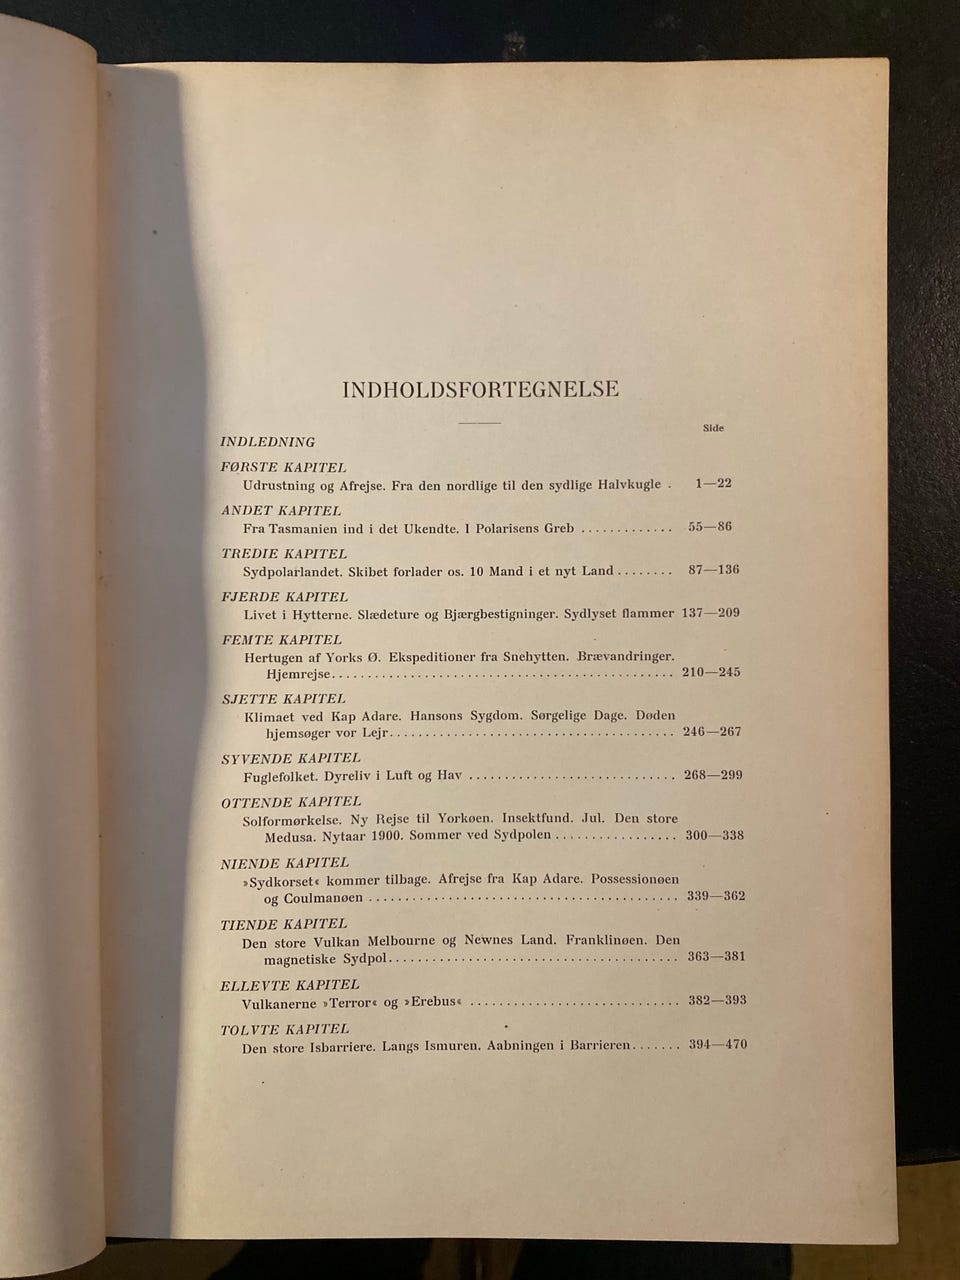 INDHOLDSFORTEGNELSE
Side
INDLEDNING
FØRSTE KAPITEL
Udrustning og Afrejse. Fra den nordlige til den sydlige Halvkugle . 1—22
ANDET KAPITEL
Fra Tasmanien ind i det Ukendte. I Polarisens Greb ............. 55—86
TREDIE KAPITEL
Sydpolarlandet. Skibet forlader os. 10 Mand i et nyt Land........ 87—136
FJERDE KAPITEL
Livet i Hytterne. Slædeture og Bjærgbestigninger. Sydlyset flammer 137—209
FEMTE KAPITEL
Hertugen af Yorks Ø. Ekspeditioner fra Snehytten. Brævandringer.
Hjemrejse................................................ 210—245
SJETTE KAPITEL
Klimaet ved Kap Adare. Hansons Sygdom. Sørgelige Dage. Døden
hjemsøger vor Lejr........................................ 246—267
SYVENDE KAPITEL
Fuglefolket. Dyreliv i Luft og Hav ............................. 268—299
OTTENDE KAPITEL
Solformørkelse. Ny Rejse til Yorkøen. Insektfund. Jul. Den store
Medusa. Nytaar 1900. Sommer ved Sydpolen ................. 300—338
NIENDE KAPITEL
»Sydkorset« kommer tilbage. Afrejse fra Kap Adare. Possessionøen
og Coulmanøen ........................................... 339—362
TIENDE KAPITEL
Den store Vulkan Melbourne og Newnes Land. Franklinøen. Den
magnetiske Sydpol......................................... 363—381
ELLEVTE KAPITEL
Vulkanerne »Terror« og »Erebus« .............................. 382—393
TOLVTE KAPITEL
Den store Isbarriere. Langs Ismuren. Aabningen i Barrieren....... 394—470